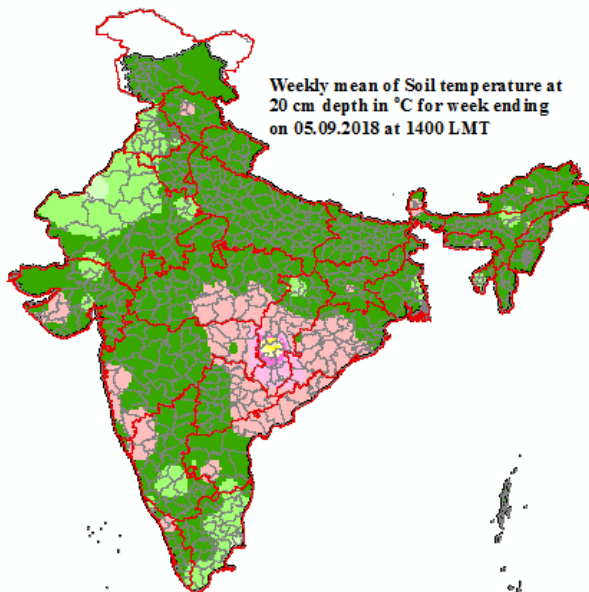 Weekly mean of Soil temperature at
20 cm depth in °C for week ending
on 05.09.2018 at 1400 LMT